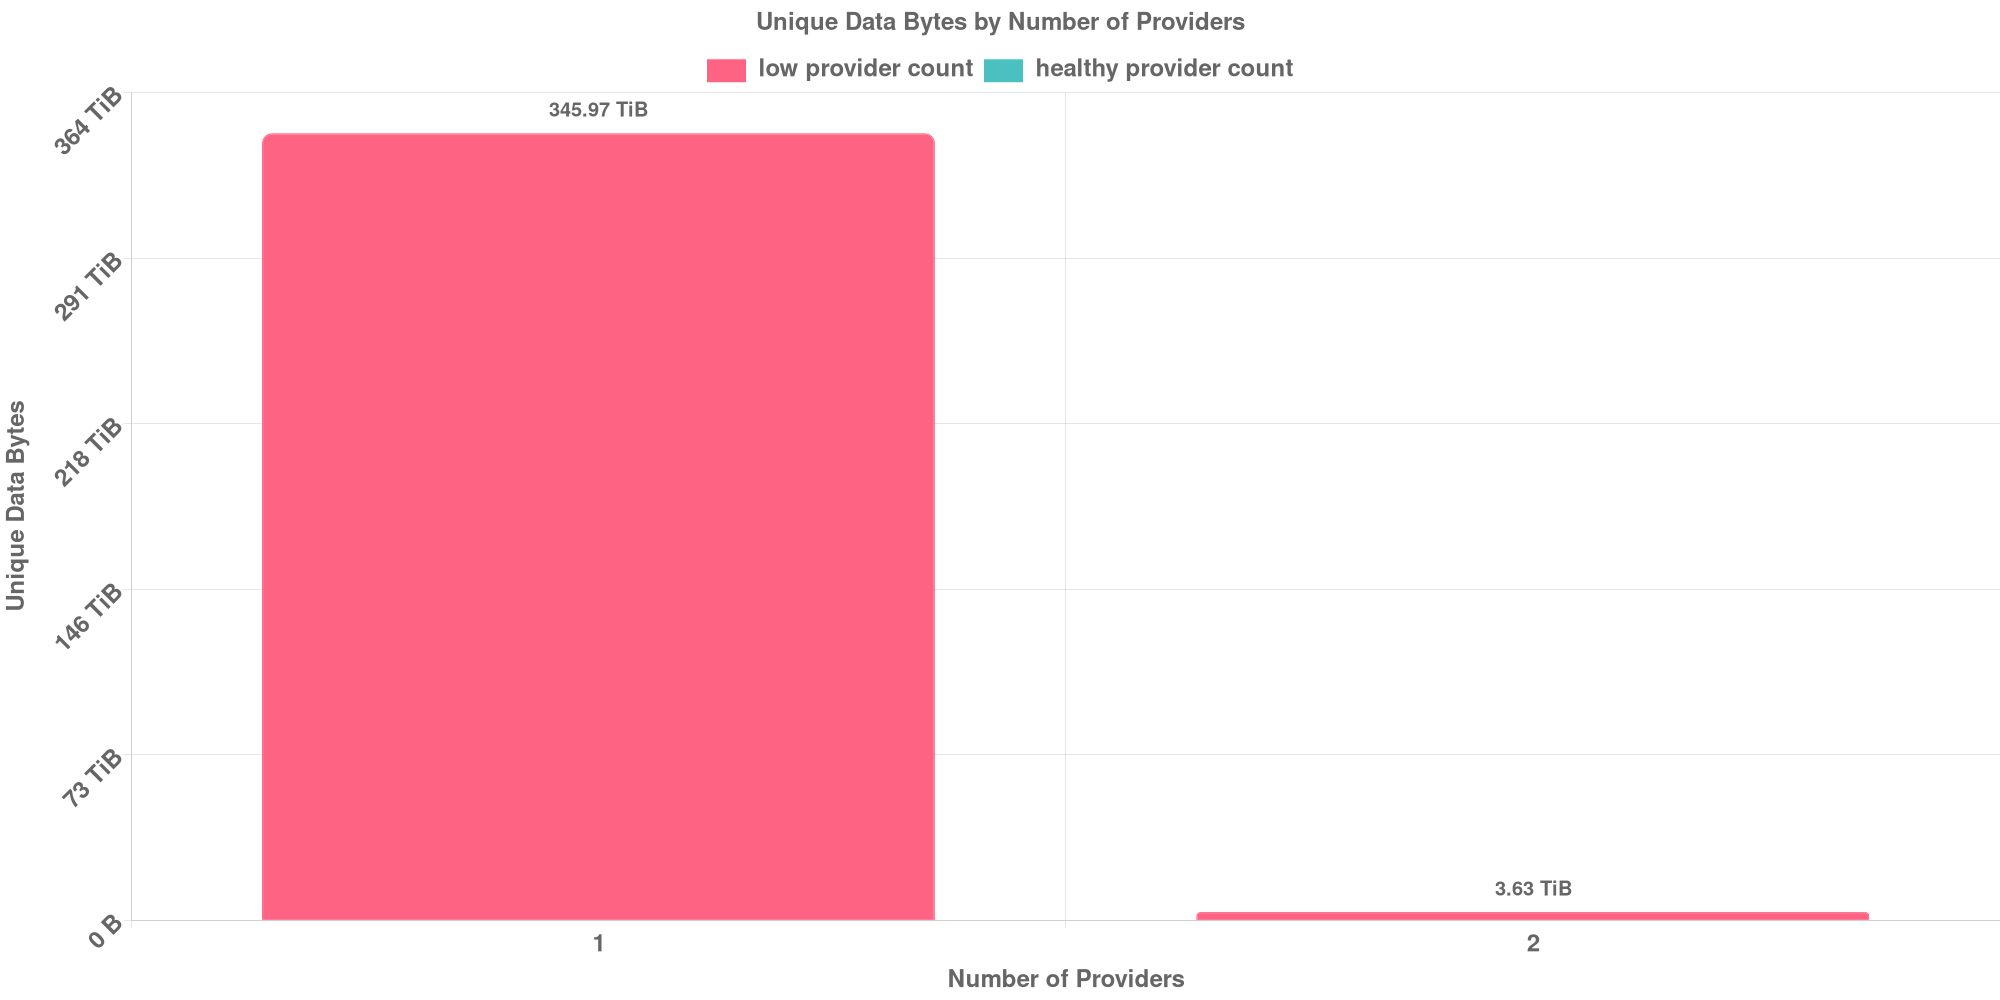 Unique Data Bytes by Number of Providers
low provider count
healthy provider count
364 TiB
345.97 TiB
291 TiB
218 TiB
146 TiB
73 TiB
0 B
3.63 TiB
Unique Data Bytes
1
2
Number of Providers